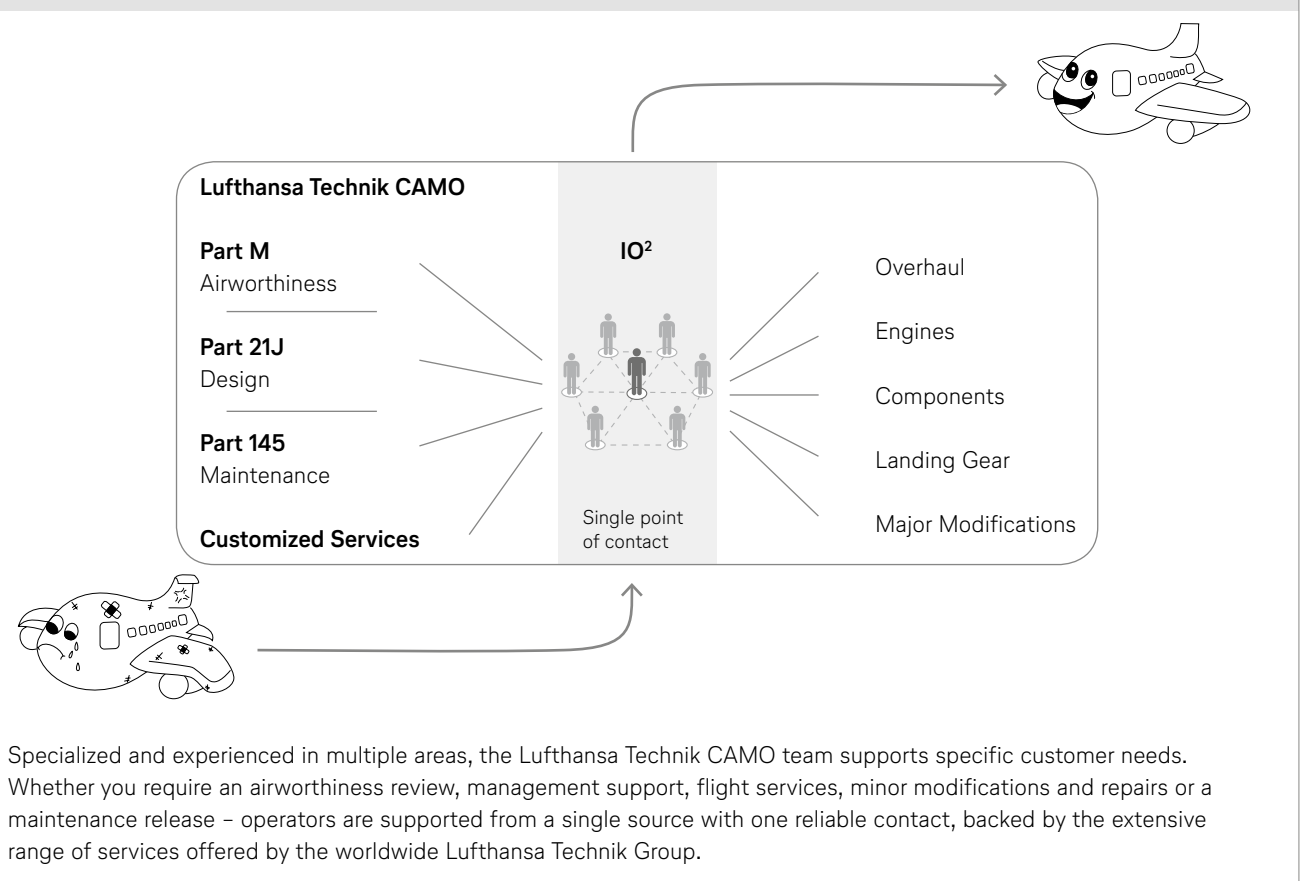 Lufthansa Technik CAMO
Part M
Airworthiness
Part 21J
Design
Part 145
Maintenance
Customized Services
IO²
Single point
of contact
Overhaul
Engines
Components
Landing Gear
Major Modifications
Specialized and experienced in multiple areas, the Lufthansa Technik CAMO team supports specific customer needs.
Whether you require an airworthiness review, management support, flight services, minor modifications and repairs or a
maintenance release – operators are supported from a single source with one reliable contact, backed by the extensive
range of services offered by the worldwide Lufthansa Technik Group.